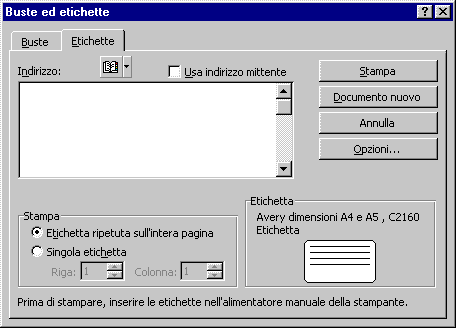 Buste ed etichette
Buste
Etichette
Indirizzo:
Usa indirizzo mittente
Stampa
Documento nuovo
Annulla
Opzioni...
Stampa
Etichetta ripetuta sull'intera pagina
Singola etichetta
Riga: 1 Colonna: 1
Etichetta
Avery dimensioni A4 e A5 , C2160
Etichetta
Prima di stampare, inserire le etichette nell'alimentatore manuale della stampante.